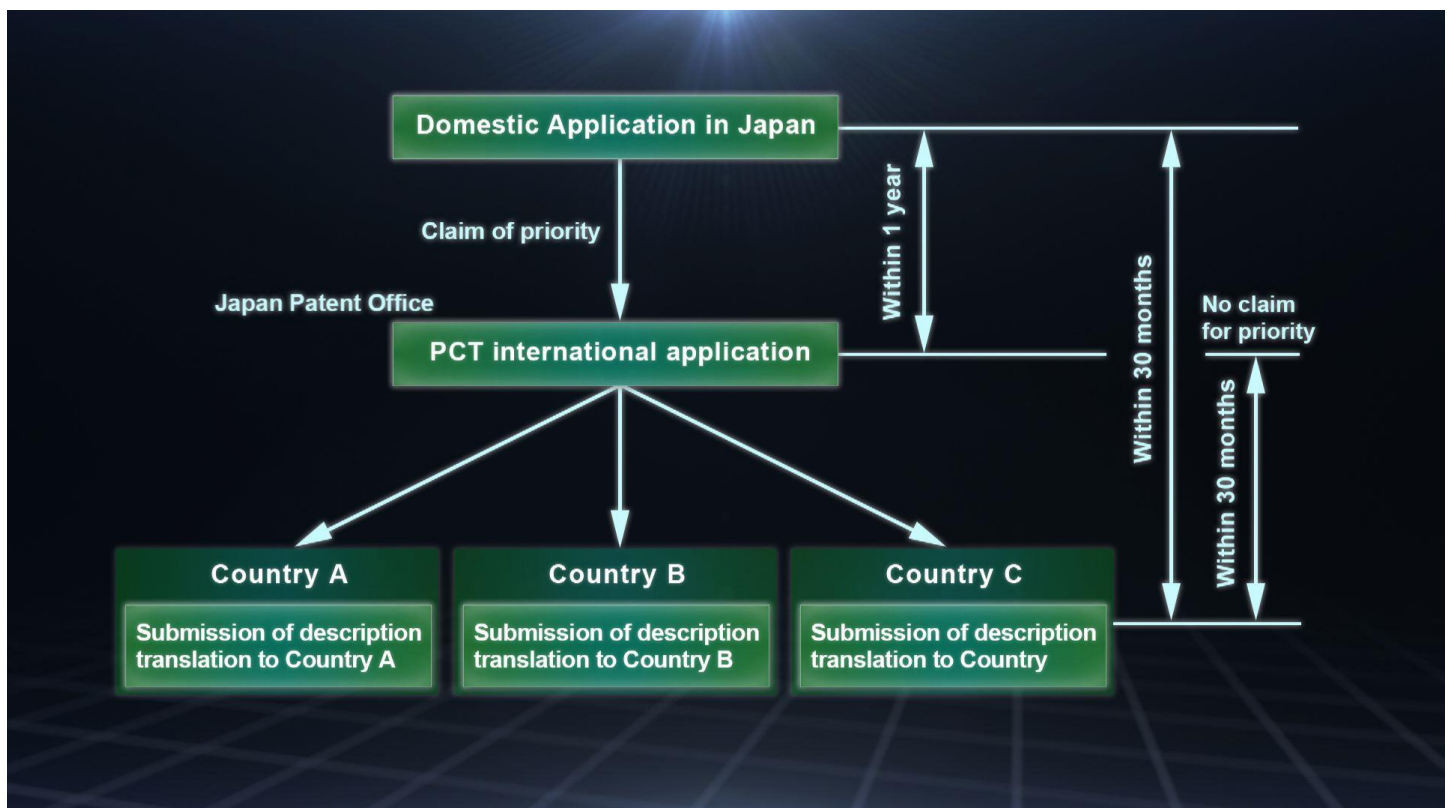 Domestic Application in Japan
Claim of priority
Within 1 year
Japan Patent Office
PCT international application
Within 30 months
No claim
for priority
Within 30 months
Country A
Submission of description
translation to Country A
Country B
Submission of description
translation to Country B
Country C
Submission of description
translation to Country